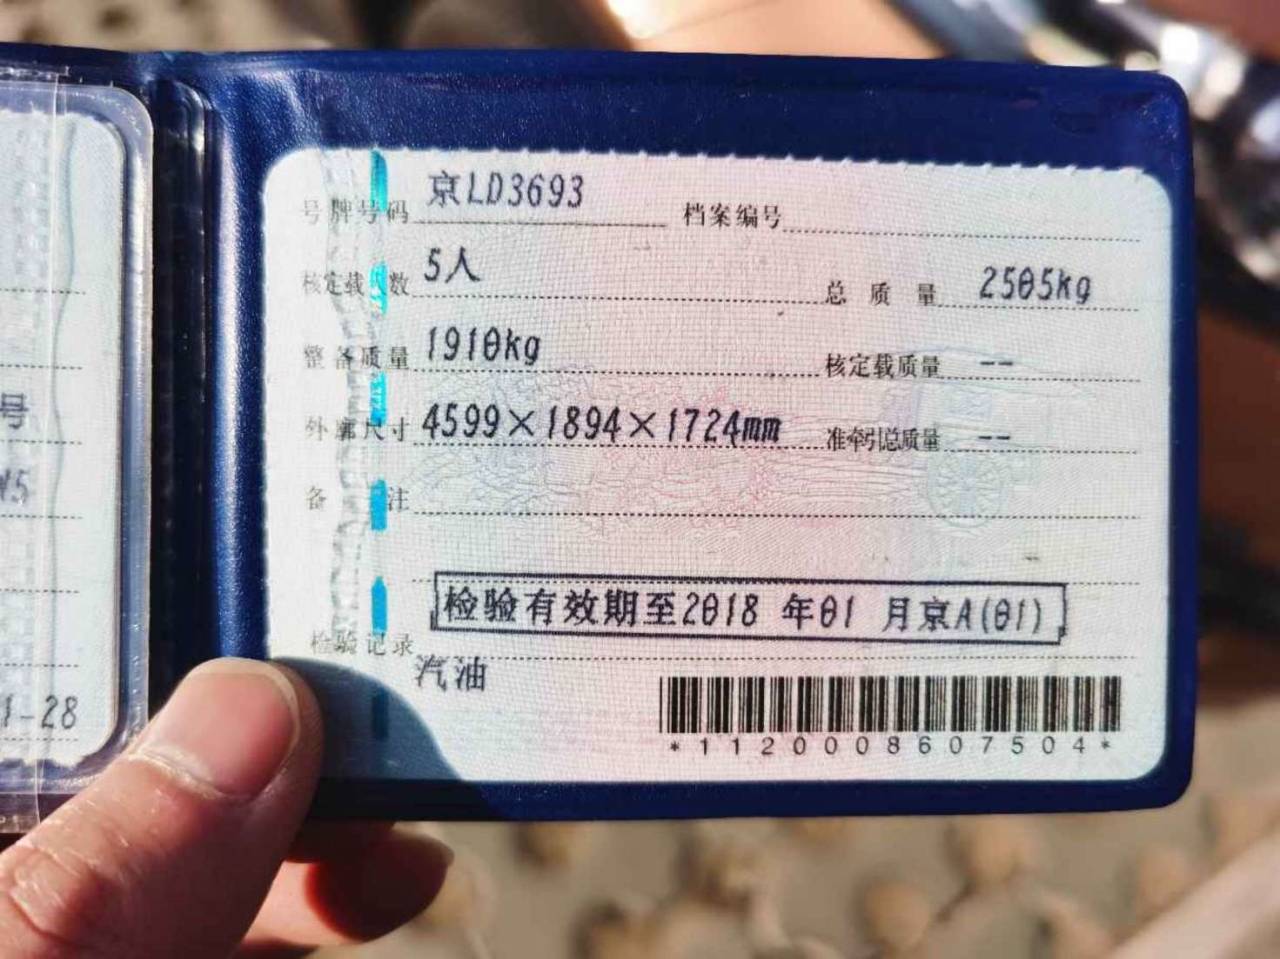 号牌号码 京LD3693 档案编号
核定载人数 5人 总质量 2505kg
整备质量 1910kg 核定载质量 --
外廓尺寸 4599×1894×1724mm 准牵引总质量 --
备注
检验有效期至2018 年01 月京A(01)
检验记录
汽油
*1120008607504*
号
1-28